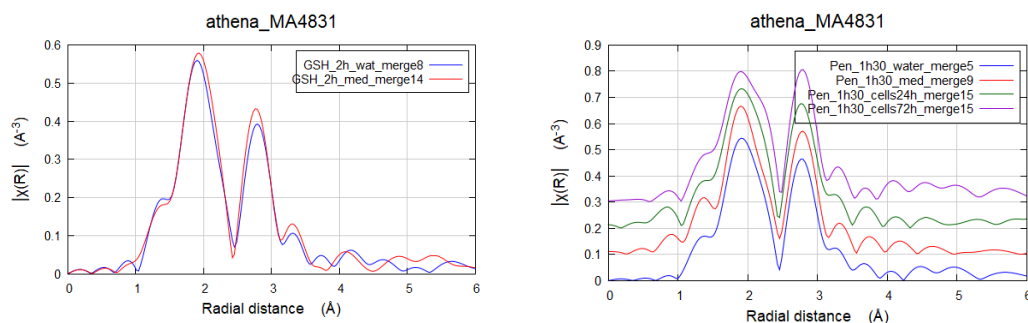 athena_MA4831
0.6
0.5
0.4
0.3
0.2
0.1
0
|χ(R)| (A-3)
GSH_2h_wat_merge8
GSH_2h_med_merge14
0 1 2 3 4 5 6
Radial distance (Å)
athena_MA4831
0.9
0.8
0.7
0.6
0.5
0.4
0.3
0.2
0.1
0
|χ(R)| (A-3)
Pen_1h30_water_merge5
Pen_1h30_med_merge9
Pen_1h30_cells24h_merge15
Pen_1h30_cells72h_merge15
0 1 2 3 4 5 6
Radial distance (Å)